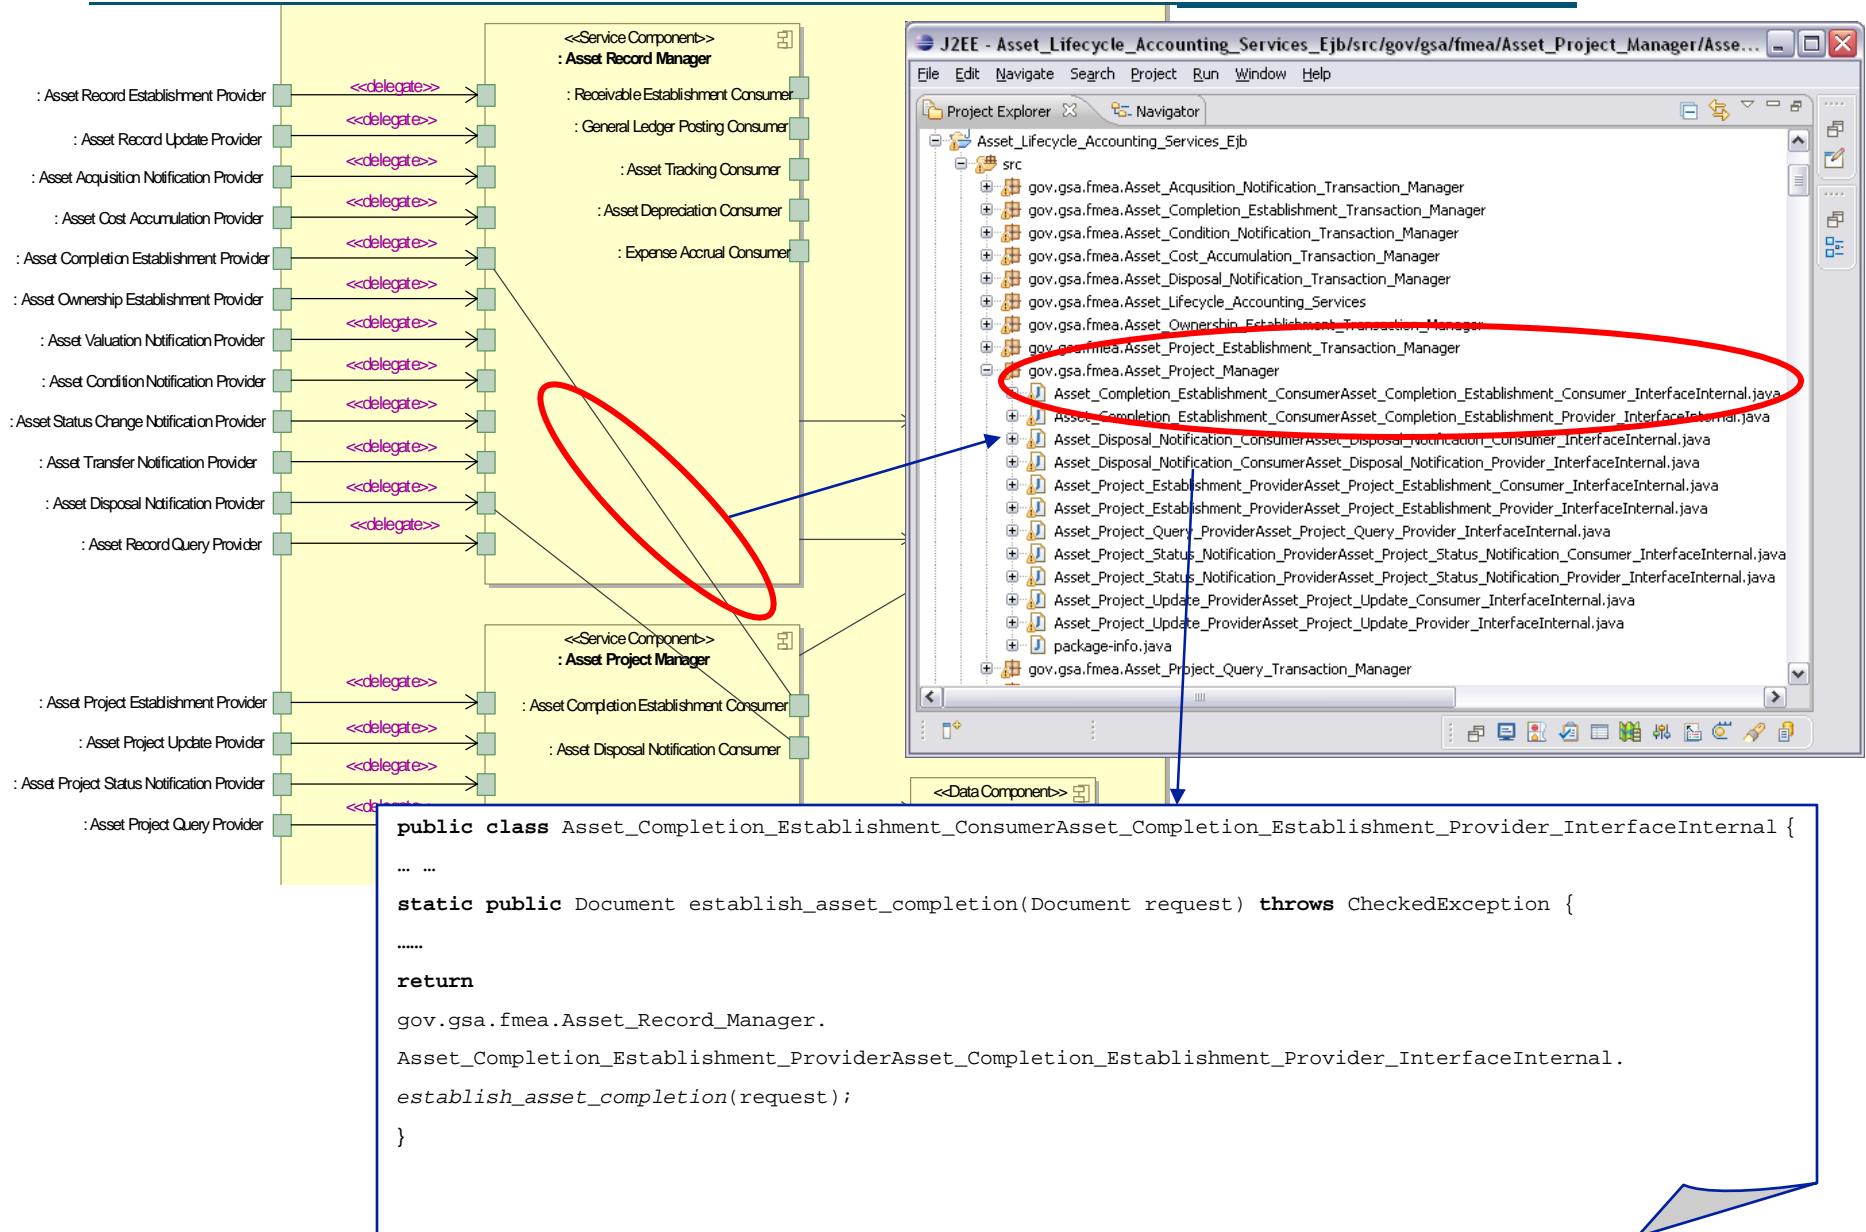 <<Service Component>>
: Asset Record Manager
: Asset Record Establishment Provider
<<delegate>>
: Receivable Establishment Consumer
: Asset Record Update Provider
<<delegate>>
: General Ledger Posting Consumer
: Asset Acquisition Notification Provider
<<delegate>>
: Asset Tracking Consumer
: Asset Cost Accumulation Provider
<<delegate>>
: Asset Depreciation Consumer
: Asset Completion Establishment Provider
<<delegate>>
: Expense Accrual Consumer
: Asset Ownership Establishment Provider
<<delegate>>
: Asset Valuation Notification Provider
<<delegate>>
: Asset Condition Notification Provider
<<delegate>>
: Asset Status Change Notification Provider
<<delegate>>
: Asset Transfer Notification Provider
<<delegate>>
: Asset Disposal Notification Provider
<<delegate>>
: Asset Record Query Provider
<<delegate>>
<<Service Component>>
: Asset Project Manager
: Asset Project Establishment Provider
<<delegate>>
: Asset Completion Establishment Consumer
: Asset Project Update Provider
<<delegate>>
: Asset Disposal Notification Consumer
: Asset Project Status Notification Provider
<<delegate>>
: Asset Project Query Provider
<<Data Component>>
J2EE - Asset_Lifecycle_Accounting_Services_Ejb/src/gov/gsa/fmea/Asset_Project_Manager/Asse...
File Edit Navigate Search Project Run Window Help
Project Explorer Navigator
Asset_Lifecycle_Accounting_Services_Ejb
src
gov.gsa.fmea.Asset_Acqusition_Notification_Transaction_Manager
gov.gsa.fmea.Asset_Completion_Establishment_Transaction_Manager
gov.gsa.fmea.Asset_Condition_Notification_Transaction_Manager
gov.gsa.fmea.Asset_Cost_Accumulation_Transaction_Manager
gov.gsa.fmea.Asset_Disposal_Notification_Transaction_Manager
gov.gsa.fmea.Asset_Lifecycle_Accounting_Services
gov.gsa.fmea.Asset_Ownership_Establishment_Transaction_Manager
gov.gsa.fmea.Asset_Project_Establishment_Transaction_Manager
gov.gsa.fmea.Asset_Project_Manager
Asset_Completion_Establishment_ConsumerAsset_Completion_Establishment_Consumer_InterfaceInternal.java
Asset_Completion_Establishment_ConsumerAsset_Completion_Establishment_Provider_InterfaceInternal.java
Asset_Disposal_Notification_ConsumerAsset_Disposal_Notification_Consumer_InterfaceInternal.java
Asset_Disposal_Notification_ConsumerAsset_Disposal_Notification_Provider_InterfaceInternal.java
Asset_Project_Establishment_ProviderAsset_Project_Establishment_Consumer_InterfaceInternal.java
Asset_Project_Establishment_ProviderAsset_Project_Establishment_Provider_InterfaceInternal.java
Asset_Project_Query_ProviderAsset_Project_Query_Provider_InterfaceInternal.java
Asset_Project_Status_Notification_ProviderAsset_Project_Status_Notification_Consumer_InterfaceInternal.java
Asset_Project_Status_Notification_ProviderAsset_Project_Status_Notification_Provider_InterfaceInternal.java
Asset_Project_Update_ProviderAsset_Project_Update_Consumer_InterfaceInternal.java
Asset_Project_Update_ProviderAsset_Project_Update_Provider_InterfaceInternal.java
package-info.java
gov.gsa.fmea.Asset_Project_Query_Transaction_Manager
public class Asset_Completion_Establishment_ConsumerAsset_Completion_Establishment_Provider_InterfaceInternal {
… …
static public Document establish_asset_completion(Document request) throws CheckedException {
……
return
gov.gsa.fmea.Asset_Record_Manager.
Asset_Completion_Establishment_ProviderAsset_Completion_Establishment_Provider_InterfaceInternal.
establish_asset_completion(request);
}